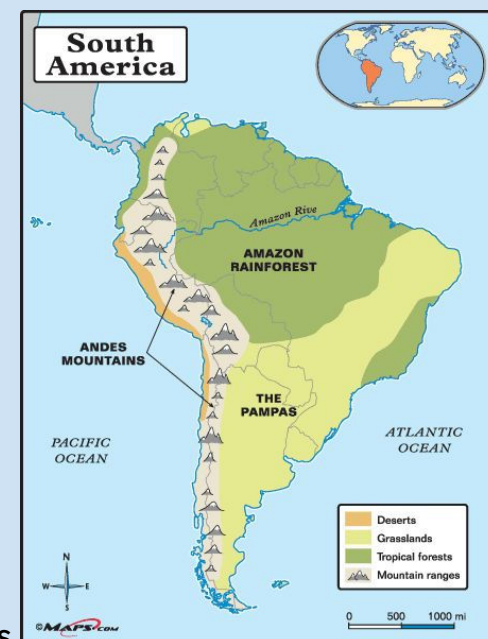 South
America
Amazon Rive
AMAZON
RAINFOREST
ANDES
MOUNTAINS
THE
PAMPAS
PACIFIC
OCEAN
ATLANTIC
OCEAN
Deserts
Grasslands
Tropical forests
Mountain ranges
N
W E
S
0 500 1000 mi
©MAPS.COM
s